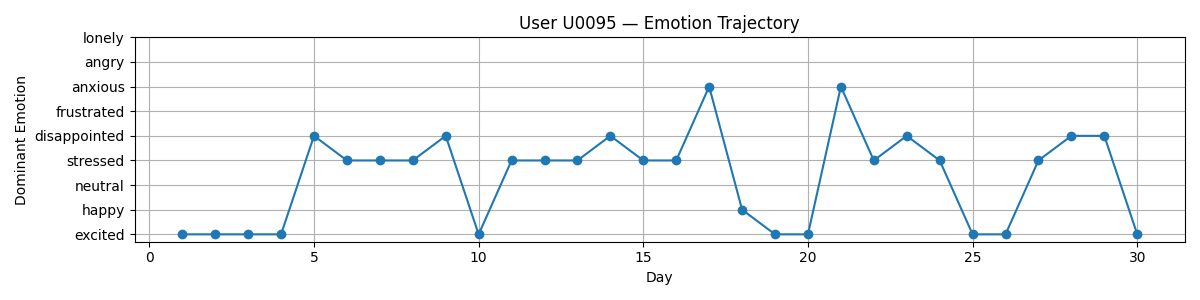 User U0095 — Emotion Trajectory
Dominant Emotion
lonely
angry
anxious
frustrated
disappointed
stressed
neutral
happy
excited
0 5 10 15 20 25 30
Day